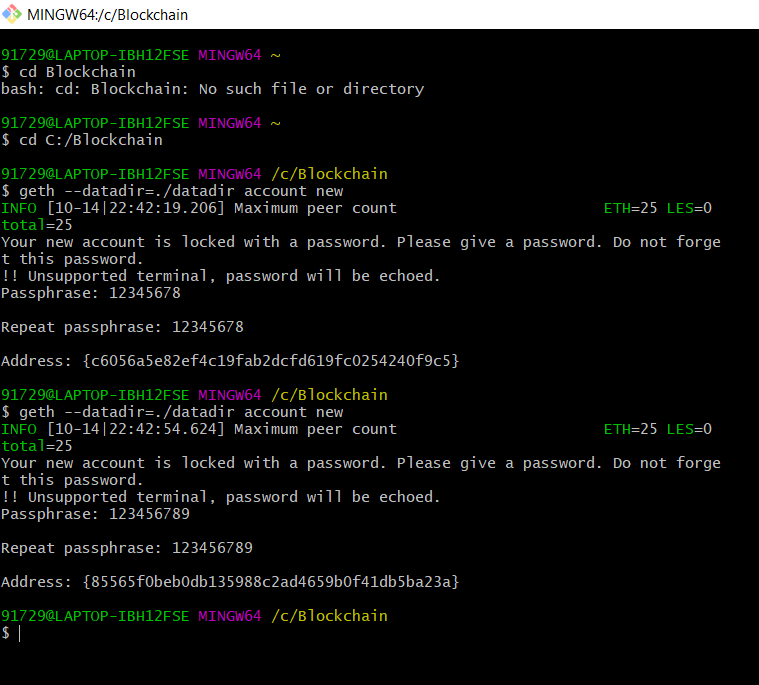 MINGW64:/c/Blockchain
91729@LAPTOP-IBH12FSE MINGW64 ~
$ cd Blockchain
bash: cd: Blockchain: No such file or directory
91729@LAPTOP-IBH12FSE MINGW64 ~
$ cd C:/Blockchain
91729@LAPTOP-IBH12FSE MINGW64 /c/Blockchain
$ geth --datadir=./datadir account new
INFO [10-14|22:42:19.206] Maximum peer count                       ETH=25 LES=0
total=25
Your new account is locked with a password. Please give a password. Do not forge
t this password.
!! Unsupported terminal, password will be echoed.
Passphrase: 12345678
Repeat passphrase: 12345678
Address: {c6056a5e82ef4c19fab2dcfd619fc0254240f9c5}
91729@LAPTOP-IBH12FSE MINGW64 /c/Blockchain
$ geth --datadir=./datadir account new
INFO [10-14|22:42:54.624] Maximum peer count                       ETH=25 LES=0
total=25
Your new account is locked with a password. Please give a password. Do not forge
t this password.
!! Unsupported terminal, password will be echoed.
Passphrase: 123456789
Repeat passphrase: 123456789
Address: {85565f0beb0db135988c2ad4659b0f41db5ba23a}
91729@LAPTOP-IBH12FSE MINGW64 /c/Blockchain
$